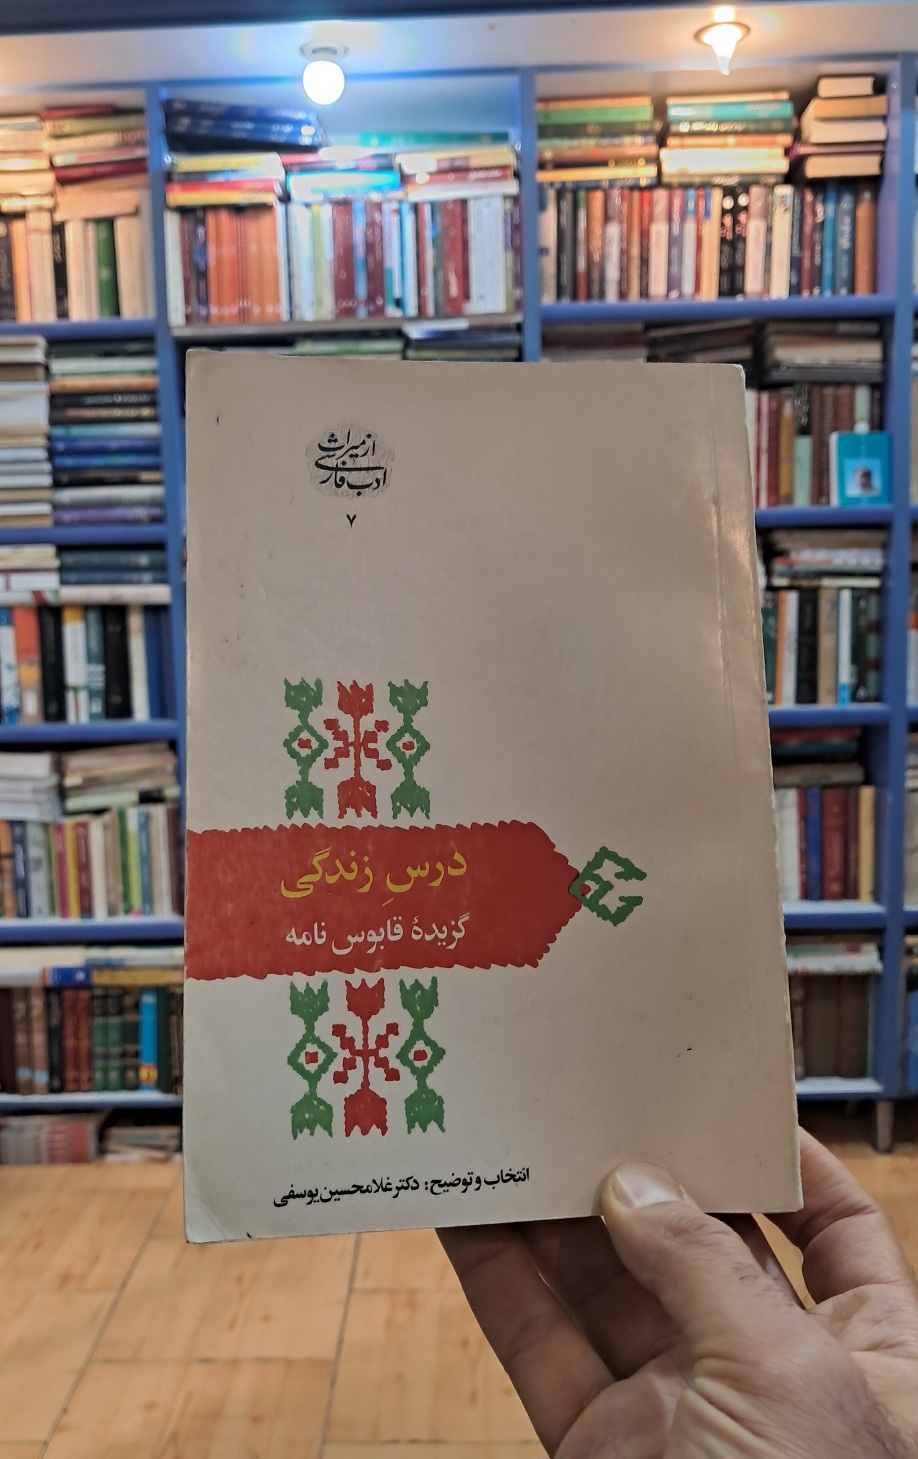 از میراث
ادب فارسی
۷
درسِ زندگی
گزیدهٔ قابوس نامه
انتخاب و توضیح: دکتر غلامحسین یوسفی